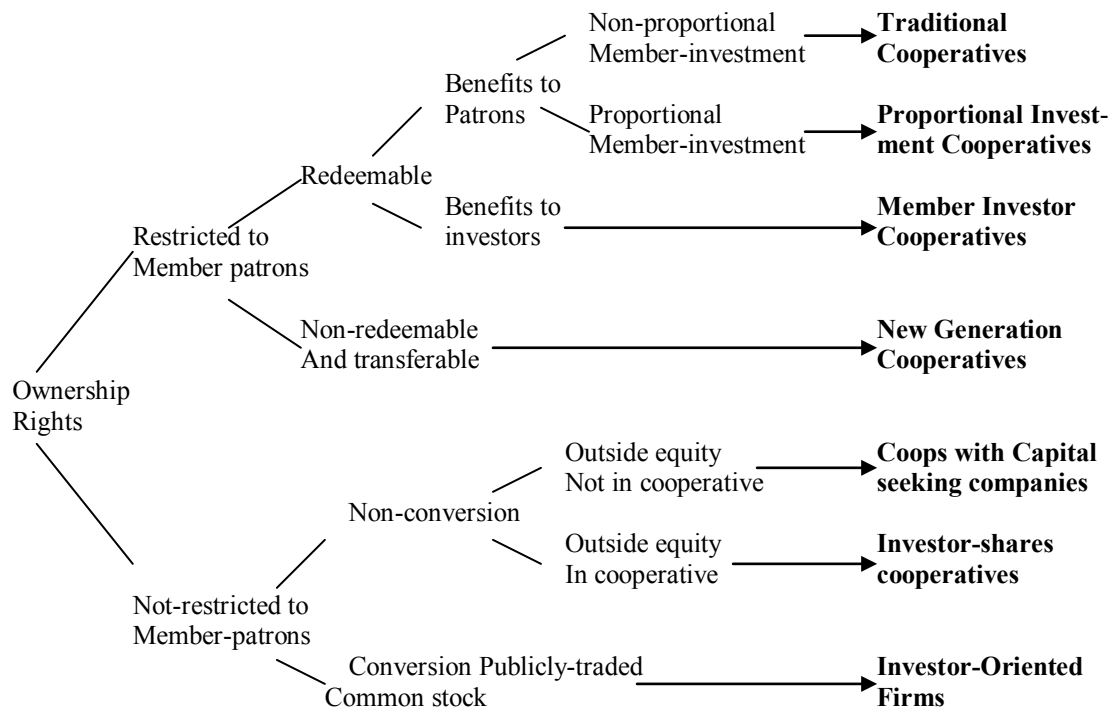 Non-proportional
Member-investment
Traditional
Cooperatives
Benefits to
Patrons
Proportional
Member-investment
Proportional Invest-
ment Cooperatives
Redeemable
Benefits to
investors
Member Investor
Cooperatives
Restricted to
Member patrons
Non-redeemable
And transferable
New Generation
Cooperatives
Ownership
Rights
Outside equity
Not in cooperative
Coops with Capital
seeking companies
Non-conversion
Outside equity
In cooperative
Investor-shares
cooperatives
Not-restricted to
Member-patrons
Conversion Publicly-traded
Common stock
Investor-Oriented
Firms